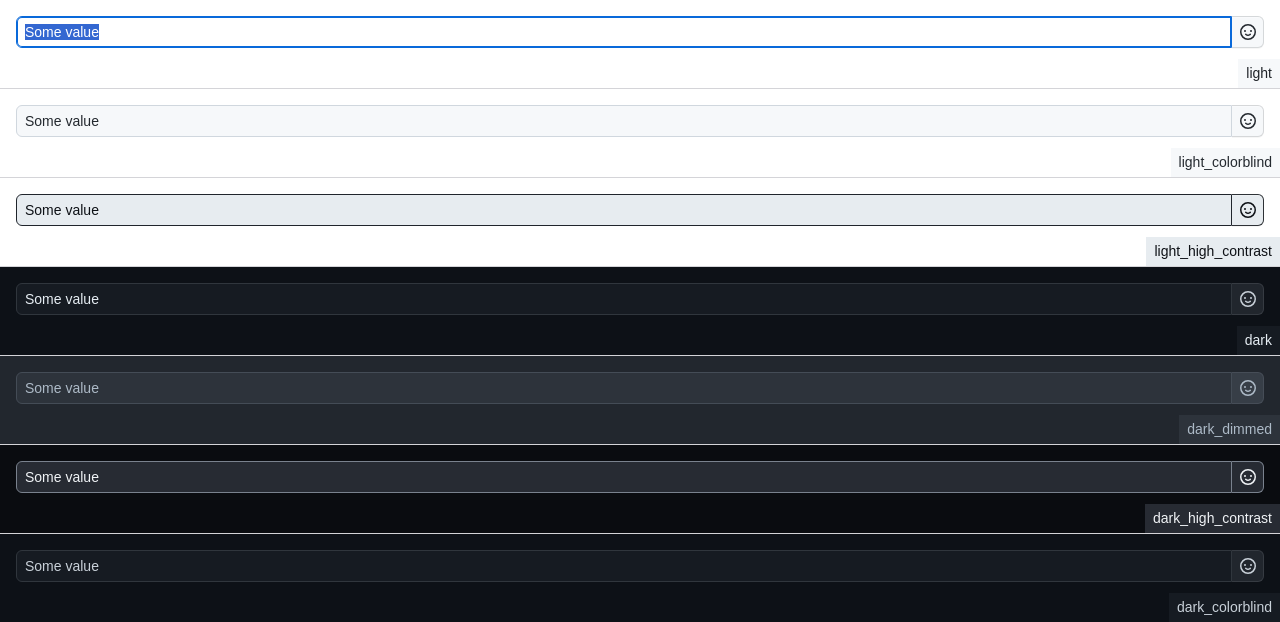 Some value
light
Some value
light_colorblind
Some value
light_high_contrast
Some value
dark
Some value
dark_dimmed
Some value
dark_high_contrast
Some value
dark_colorblind